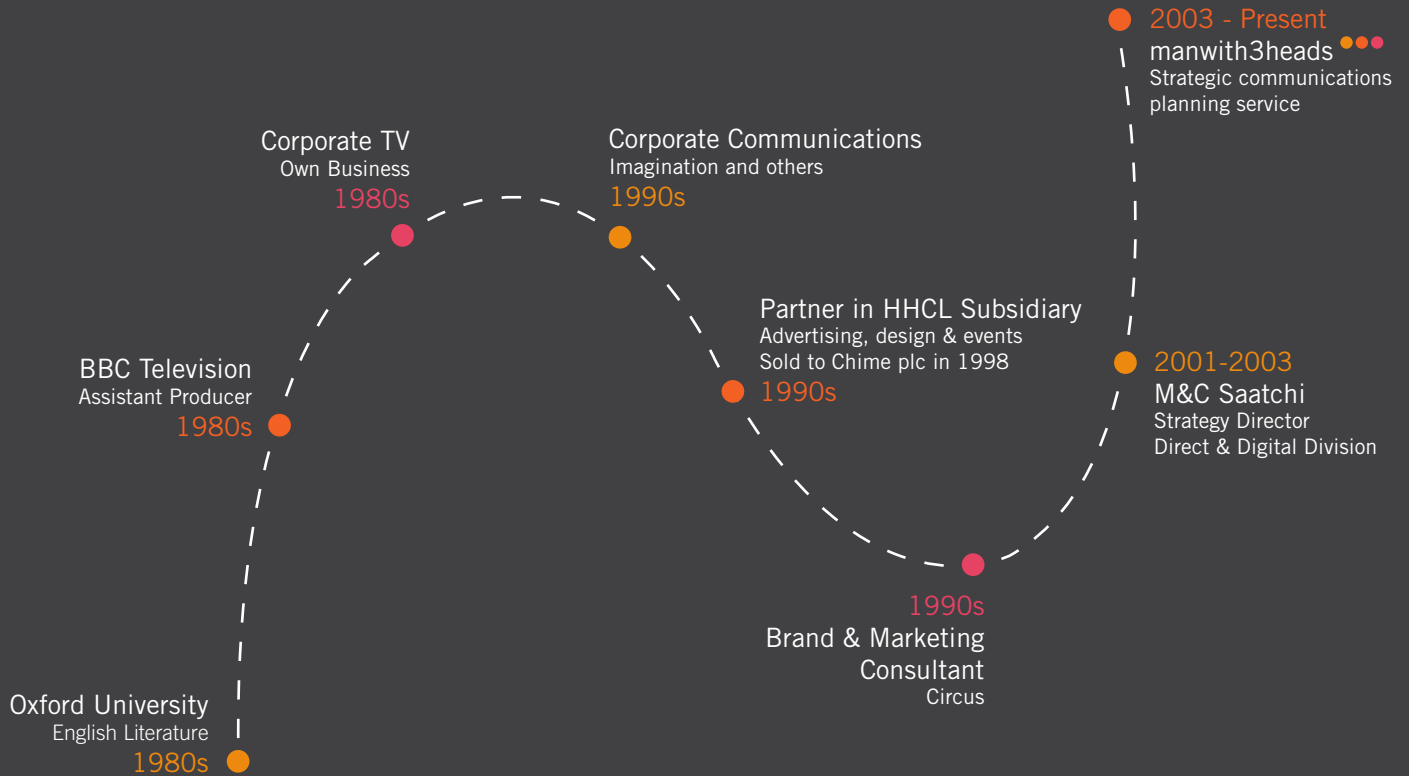 2003 - Present
manwith3heads
Strategic communications
planning service
Corporate TV
Own Business
1980s
Corporate Communications
Imagination and others
1990s
Partner in HHCL Subsidiary
Advertising, design & events
Sold to Chime plc in 1998
1990s
BBC Television
Assistant Producer
1980s
2001-2003
M&C Saatchi
Strategy Director
Direct & Digital Division
1990s
Brand & Marketing
Consultant
Circus
Oxford University
English Literature
1980s